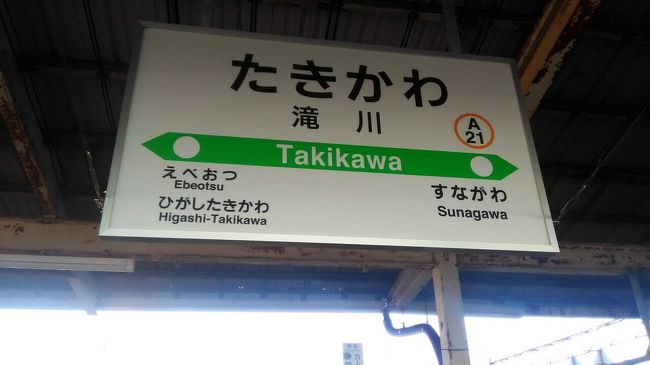 たきかわ
滝川
A
21
Takikawa
えべおつ
Ebeotsu
ひがしたきかわ
Higashi-Takikawa
すながわ
Sunagawa